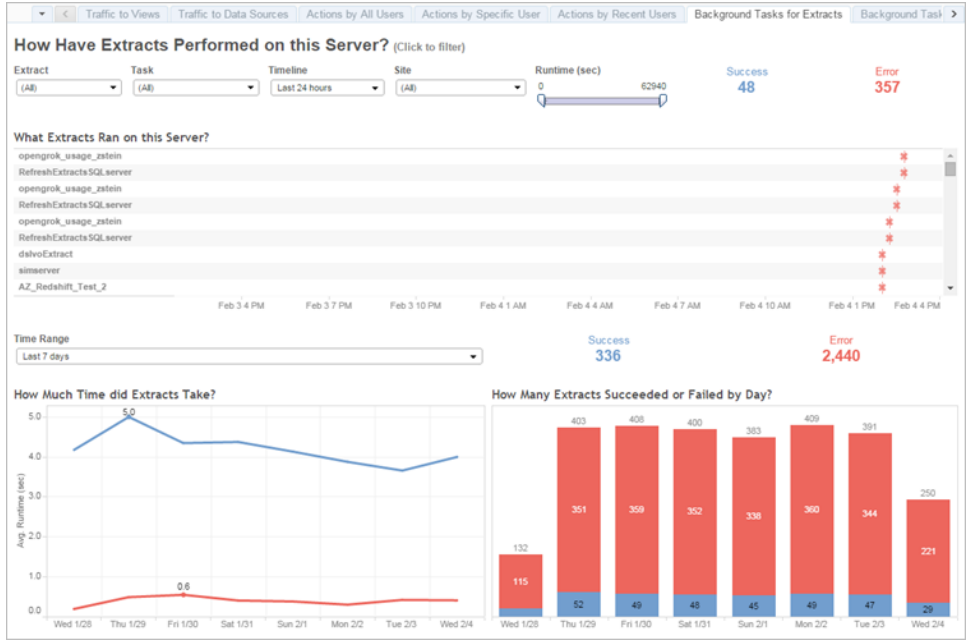 Traffic to Views Traffic to Data Sources Actions by All Users Actions by Specific User Actions by Recent Users Background Tasks for Extracts Background Task
How Have Extracts Performed on this Server? (Click to filter)
Extract Task Timeline Site Runtime (sec) Success Error
(All) (All) Last 24 hours (All) 0 62940 48 357
What Extracts Ran on this Server?
opengrok_usage_zstein
RefreshExtractsSQLserver
opengrok_usage_zstein
RefreshExtractsSQLserver
opengrok_usage_zstein
RefreshExtractsSQLserver
dslvoExtract
simserver
AZ_Redshift_Test_2
Feb 3 4 PM Feb 3 7 PM Feb 3 10 PM Feb 4 1 AM Feb 4 4 AM Feb 4 7 AM Feb 4 10 AM Feb 4 1 PM Feb 4 4 PM
Time Range Success Error
Last 7 days 336 2,440
How Much Time did Extracts Take?
5.0
4.0
3.0
2.0
1.0
0.0
Avg. Runtime (sec)
5.0
0.6
Wed 1/28 Thu 1/29 Fri 1/30 Sat 1/31 Sun 2/1 Mon 2/2 Tue 2/3 Wed 2/4
How Many Extracts Succeeded or Failed by Day?
132 403 408 400 383 409 391 250
115 351 359 352 338 360 344 221
52 49 48 45 49 47 29
Wed 1/28 Thu 1/29 Fri 1/30 Sat 1/31 Sun 2/1 Mon 2/2 Tue 2/3 Wed 2/4